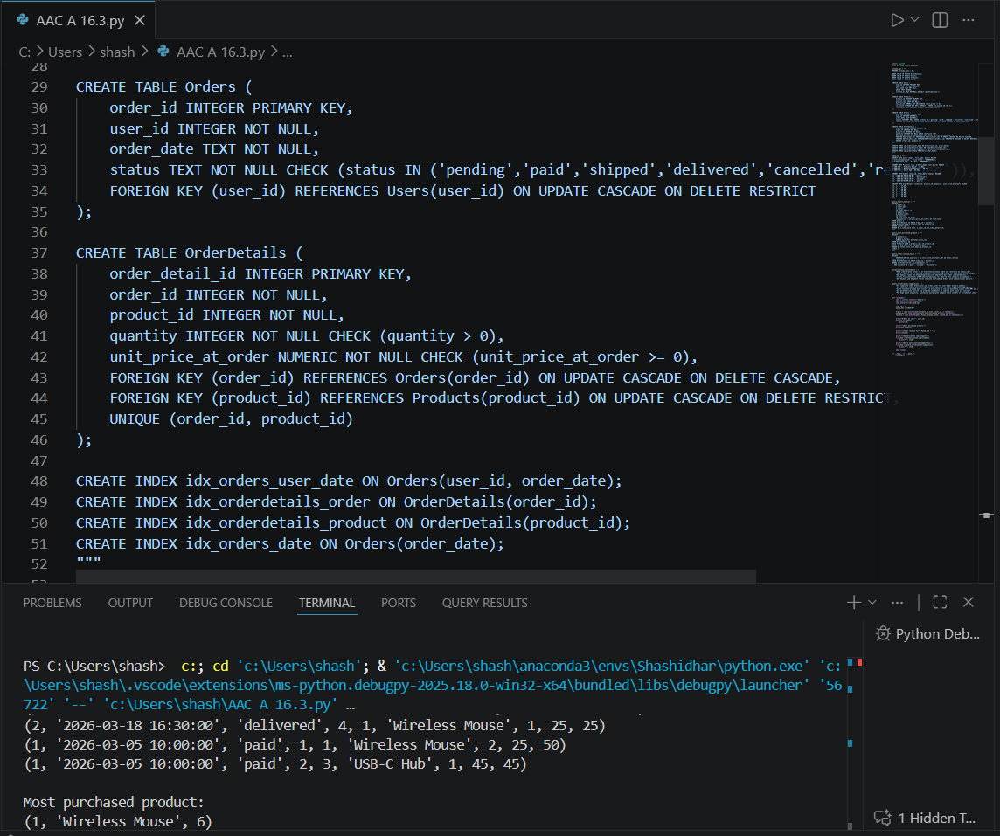 AAC A 16.3.py
C: > Users > shash > AAC A 16.3.py > ...
28
29 CREATE TABLE Orders (
30 order_id INTEGER PRIMARY KEY,
31 user_id INTEGER NOT NULL,
32 order_date TEXT NOT NULL,
33 status TEXT NOT NULL CHECK (status IN ('pending','paid','shipped','delivered','cancelled','re
34 FOREIGN KEY (user_id) REFERENCES Users(user_id) ON UPDATE CASCADE ON DELETE RESTRICT
35 );
36
37 CREATE TABLE OrderDetails (
38 order_detail_id INTEGER PRIMARY KEY,
39 order_id INTEGER NOT NULL,
40 product_id INTEGER NOT NULL,
41 quantity INTEGER NOT NULL CHECK (quantity > 0),
42 unit_price_at_order NUMERIC NOT NULL CHECK (unit_price_at_order >= 0),
43 FOREIGN KEY (order_id) REFERENCES Orders(order_id) ON UPDATE CASCADE ON DELETE CASCADE,
44 FOREIGN KEY (product_id) REFERENCES Products(product_id) ON UPDATE CASCADE ON DELETE RESTRICT,
45 UNIQUE (order_id, product_id)
46 );
47
48 CREATE INDEX idx_orders_user_date ON Orders(user_id, order_date);
49 CREATE INDEX idx_orderdetails_order ON OrderDetails(order_id);
50 CREATE INDEX idx_orderdetails_product ON OrderDetails(product_id);
51 CREATE INDEX idx_orders_date ON Orders(order_date);
52 """
53
PROBLEMS OUTPUT DEBUG CONSOLE TERMINAL PORTS QUERY RESULTS
Python Deb...
PS C:\Users\shash> c:; cd 'c:\Users\shash'; & 'c:\Users\shash\anaconda3\envs\Shashidhar\python.exe' 'c:
\Users\shash\.vscode\extensions\ms-python.debugpy-2025.18.0-win32-x64\bundled\libs\debugpy\launcher' '56
722' '--' 'c:\Users\shash\AAC A 16.3.py' …
(2, '2026-03-18 16:30:00', 'delivered', 4, 1, 'Wireless Mouse', 1, 25, 25)
(1, '2026-03-05 10:00:00', 'paid', 1, 1, 'Wireless Mouse', 2, 25, 50)
(1, '2026-03-05 10:00:00', 'paid', 2, 3, 'USB-C Hub', 1, 45, 45)
Most purchased product:
(1, 'Wireless Mouse', 6)
1 Hidden T...